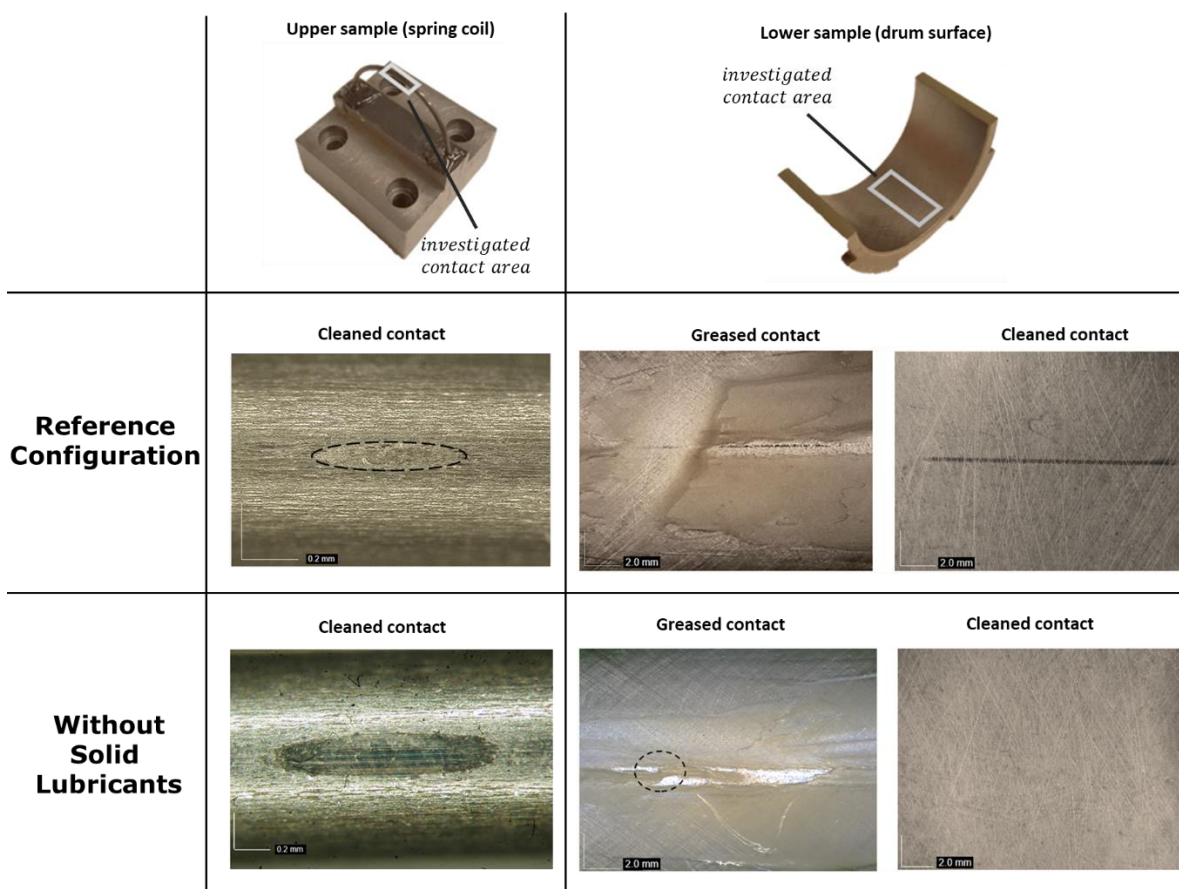 Upper sample (spring coil)
investigated
contact area
Lower sample (drum surface)
investigated
contact area
Reference
Configuration
Cleaned contact
0.2 mm
Greased contact
2.0 mm
Cleaned contact
2.0 mm
Without
Solid
Lubricants
Cleaned contact
0.2 mm
Greased contact
2.0 mm
Cleaned contact
2.0 mm